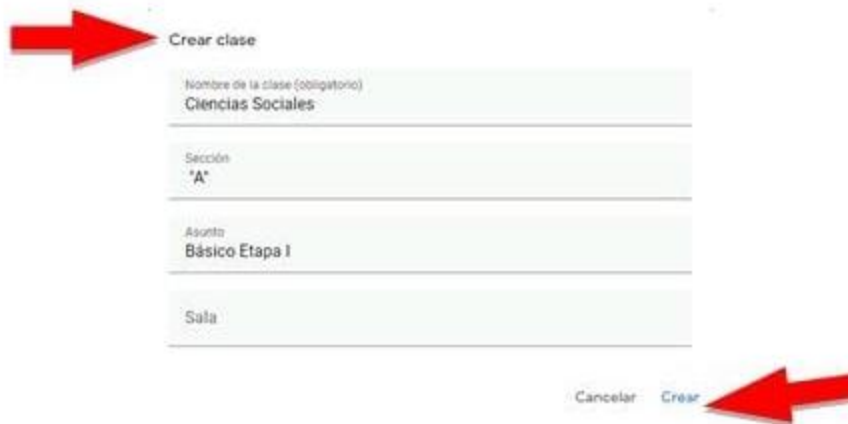 Crear clase
Nombre de la clase (obligatorio)
Ciencias Sociales
Sección
"A"
Asunto
Básico Etapa I
Sala
Cancelar Crear